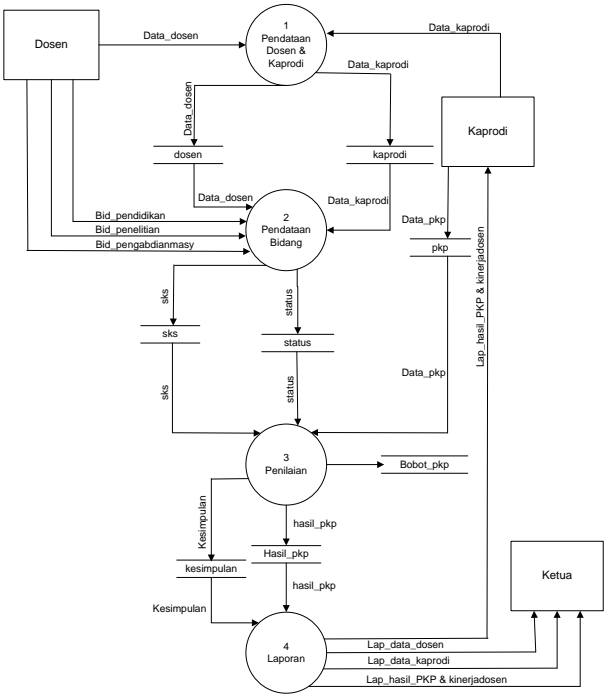 Dosen
Data_dosen
1
Pendataan
Dosen &
Kaprodi
Data_kaprodi
Data_dosen
Data_kaprodi
Kaprodi
dosen
kaprodi
Data_dosen
Data_kaprodi
Bid_pendidikan
Bid_penelitian
Bid_pengabdianmasy
2
Pendataan
Bidang
Data_pkp
pkp
Lap_hasil_PKP & kinerjadosen
sks
status
sks
status
sks
status
Data_pkp
3
Penilaian
Bobot_pkp
Kesimpulan
hasil_pkp
Hasil_pkp
kesimpulan
hasil_pkp
Kesimpulan
Ketua
4
Laporan
Lap_data_dosen
Lap_data_kaprodi
Lap_hasil_PKP & kinerjadosen